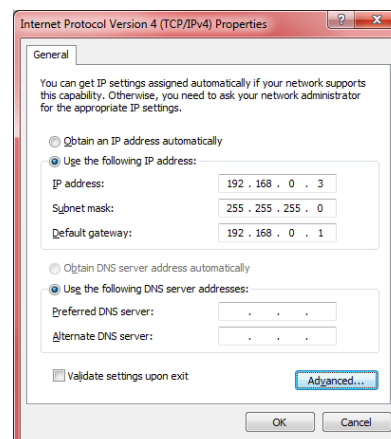 Internet Protocol Version 4 (TCP/IPv4) Properties
General
You can get IP settings assigned automatically if your network supports
this capability. Otherwise, you need to ask your network administrator
for the appropriate IP settings.
Obtain an IP address automatically
Use the following IP address:
IP address: 192 . 168 . 0 . 3
Subnet mask: 255 . 255 . 255 . 0
Default gateway: 192 . 168 . 0 . 1
Obtain DNS server address automatically
Use the following DNS server addresses:
Preferred DNS server: . . .
Alternate DNS server: . . .
Validate settings upon exit
Advanced...
OK Cancel